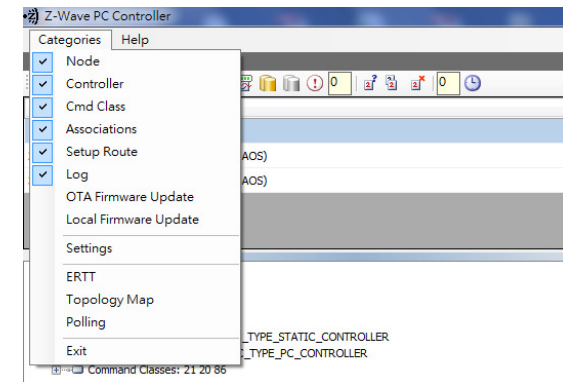 Z-Wave PC Controller
Categories Help
Node
Controller
0 0
Cmd Class
Associations
Setup Route
AOS)
Log
AOS)
OTA Firmware Update
Local Firmware Update
Settings
ERTT
Topology Map
Polling
_TYPE_STATIC_CONTROLLER
Exit
_TYPE_PC_CONTROLLER
Command Classes: 21 20 86